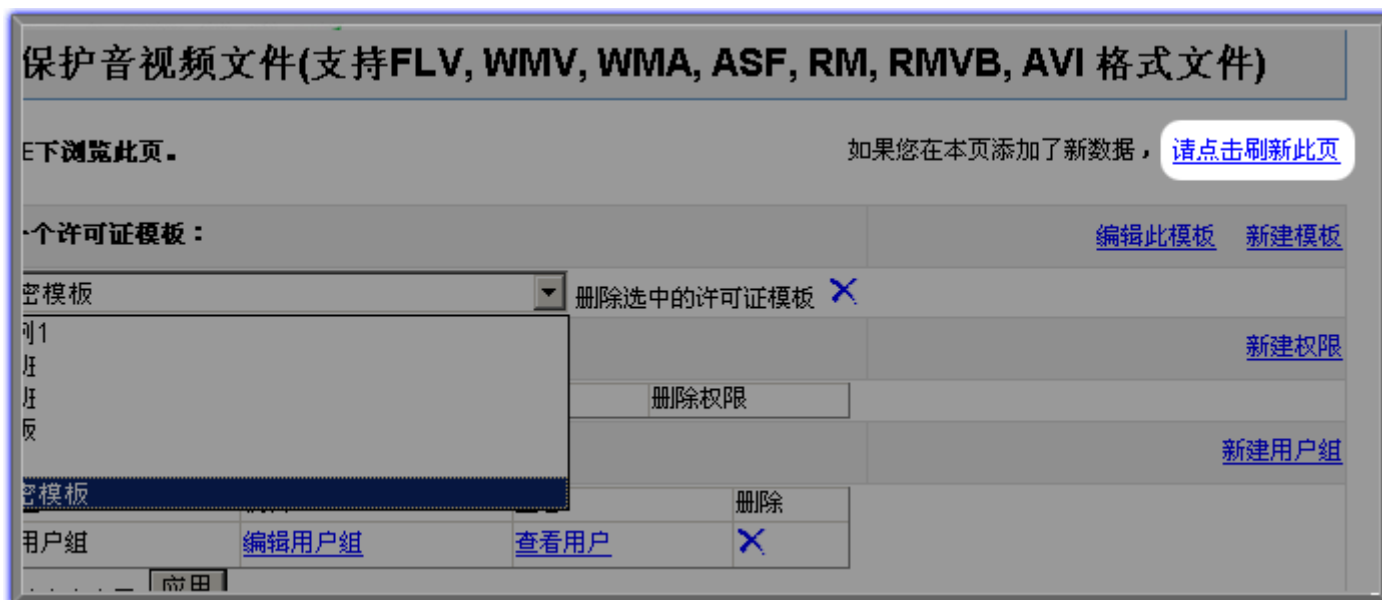 保护音视频文件(支持FLV, WMV, WMA, ASF, RM, RMVB, AVI 格式文件)
E下浏览此页。 如果您在本页添加了新数据， 请点击刷新此页
个许可证模板： 编辑此模板 新建模板
密模板 删除选中的许可证模板
例1
新建权限
班
班
删除权限
板
新建用户组
密模板
删除
用户组 编辑用户组 查看用户
应用